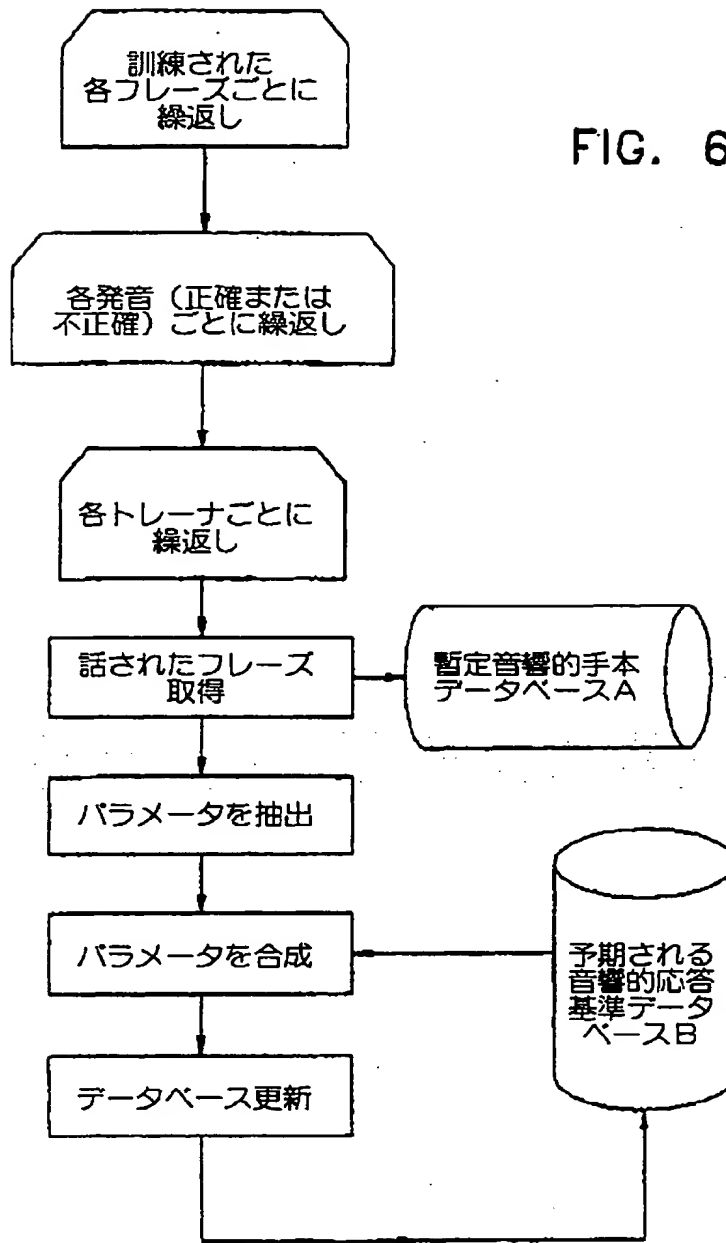 訓練された
各フレーズごとに
繰返し
FIG. 6
各発音（正確または
不正確）ごとに繰返し
各トレーナごとに
繰返し
話されたフレーズ
取得
暫定音響的手本
データベースA
パラメータを抽出
パラメータを合成
予期される
音響的応答
基準データ
ベースB
データベース更新